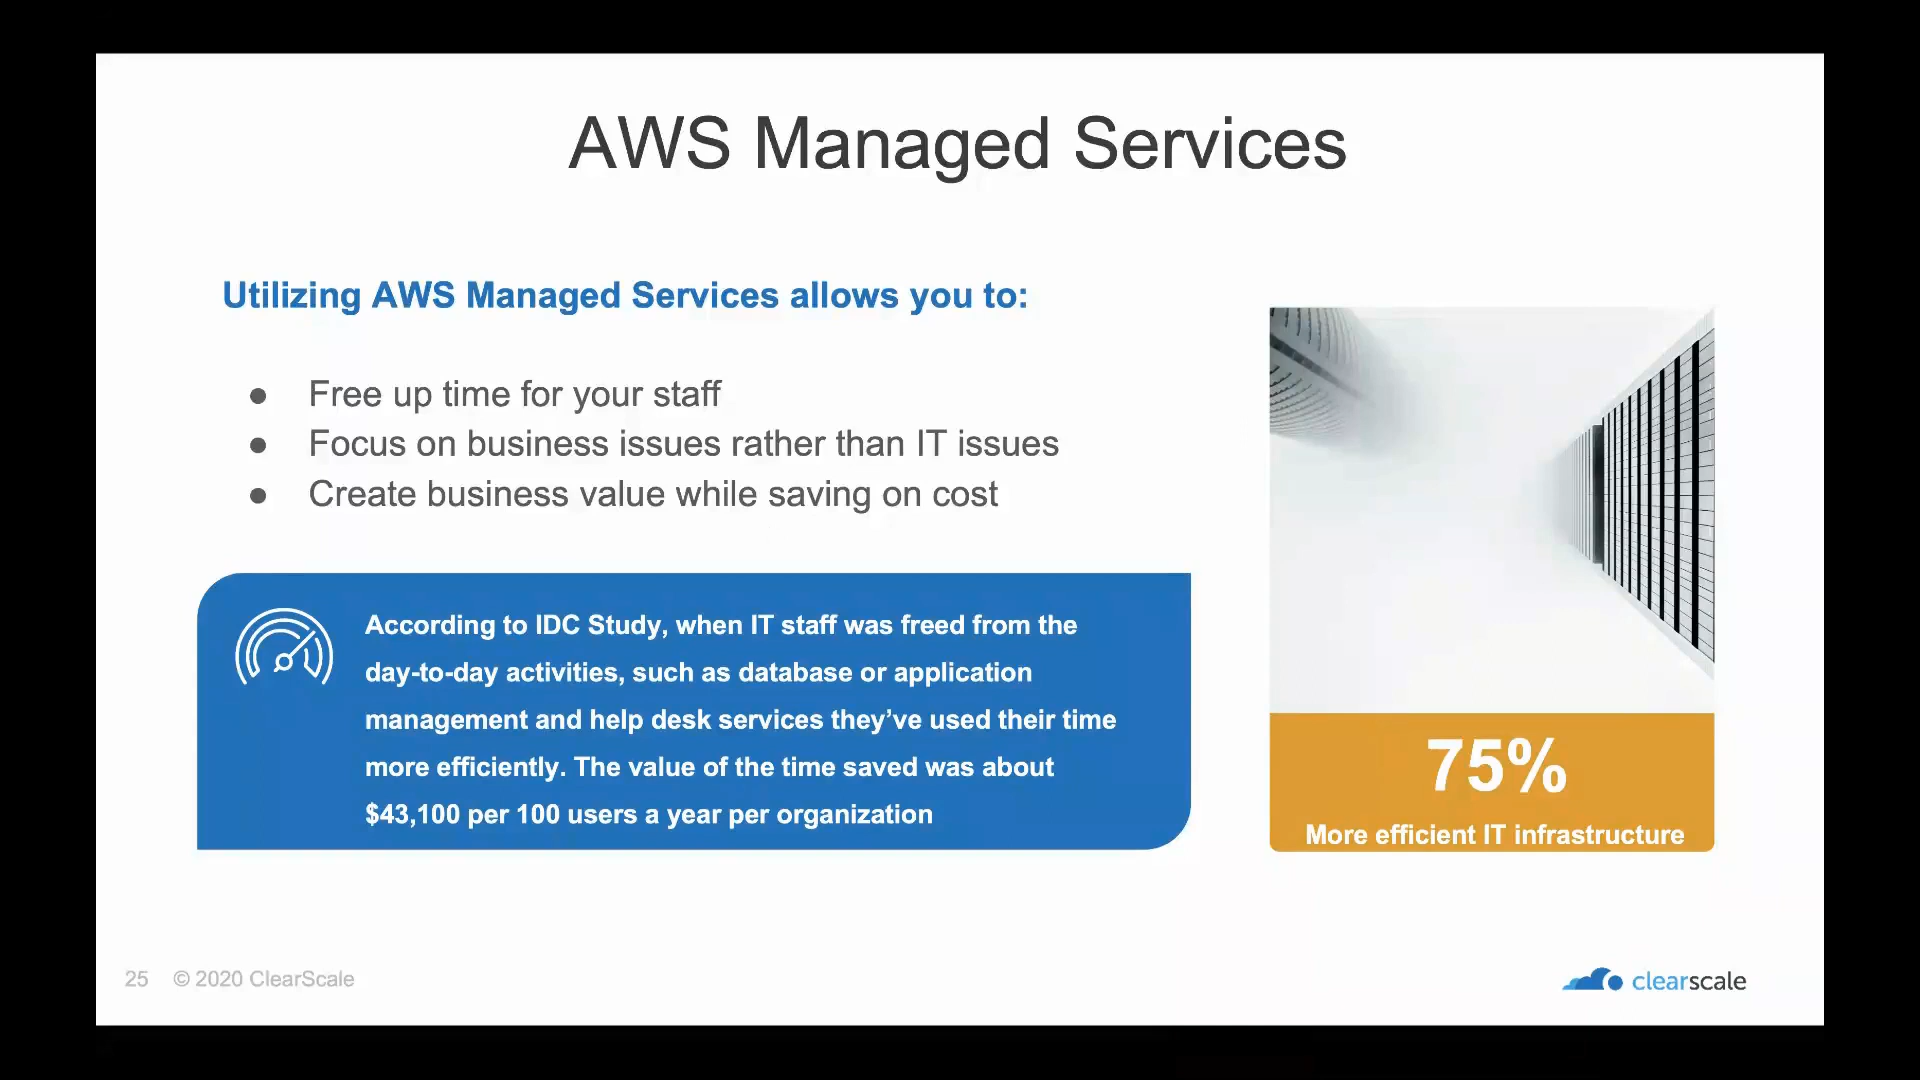 AWS Managed Services
Utilizing AWS Managed Services allows you to:
● Free up time for your staff
● Focus on business issues rather than IT issues
● Create business value while saving on cost
According to IDC Study, when IT staff was freed from the
day-to-day activities, such as database or application
management and help desk services they’ve used their time
more efficiently. The value of the time saved was about
$43,100 per 100 users a year per organization
75%
More efficient IT infrastructure
25 © 2020 ClearScale
clearscale